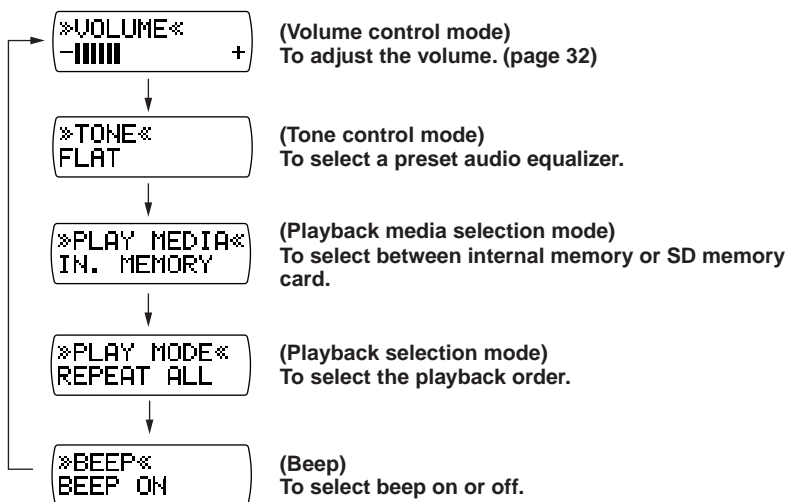 »VOLUME«
- +
(Volume control mode)
To adjust the volume. (page 32)
»TONE«
FLAT
(Tone control mode)
To select a preset audio equalizer.
»PLAY MEDIA«
IN. MEMORY
(Playback media selection mode)
To select between internal memory or SD memory
card.
»PLAY MODE«
REPEAT ALL
(Playback selection mode)
To select the playback order.
»BEEP«
BEEP ON
(Beep)
To select beep on or off.